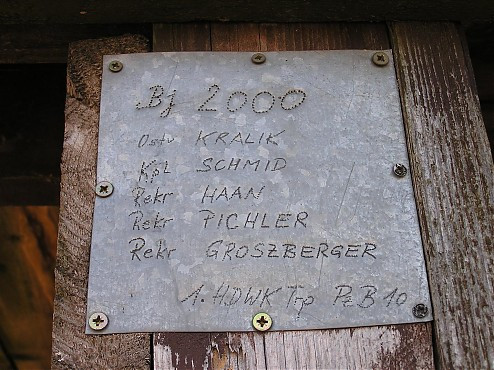 Bj 2000
Ostv KRALIK
Kpl SCHMID
Rekr HAAN
Rekr PICHLER
Rekr GROSZBERGER
1. HDWK Trp PzB 10